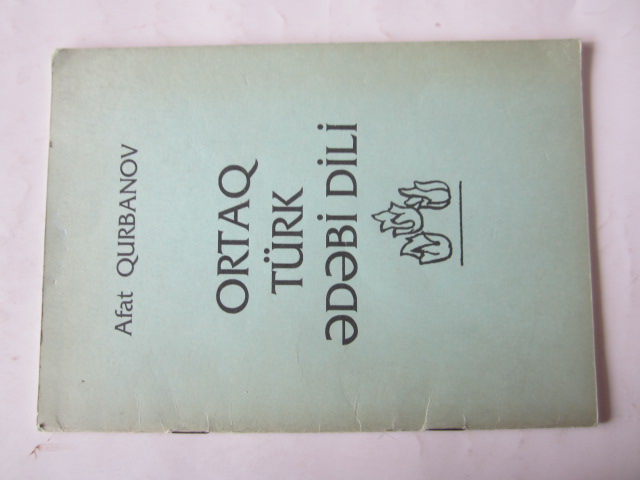 Afat QURBANOV
ORTAQ
TÜRK
ƏDƏBİ DİLİ